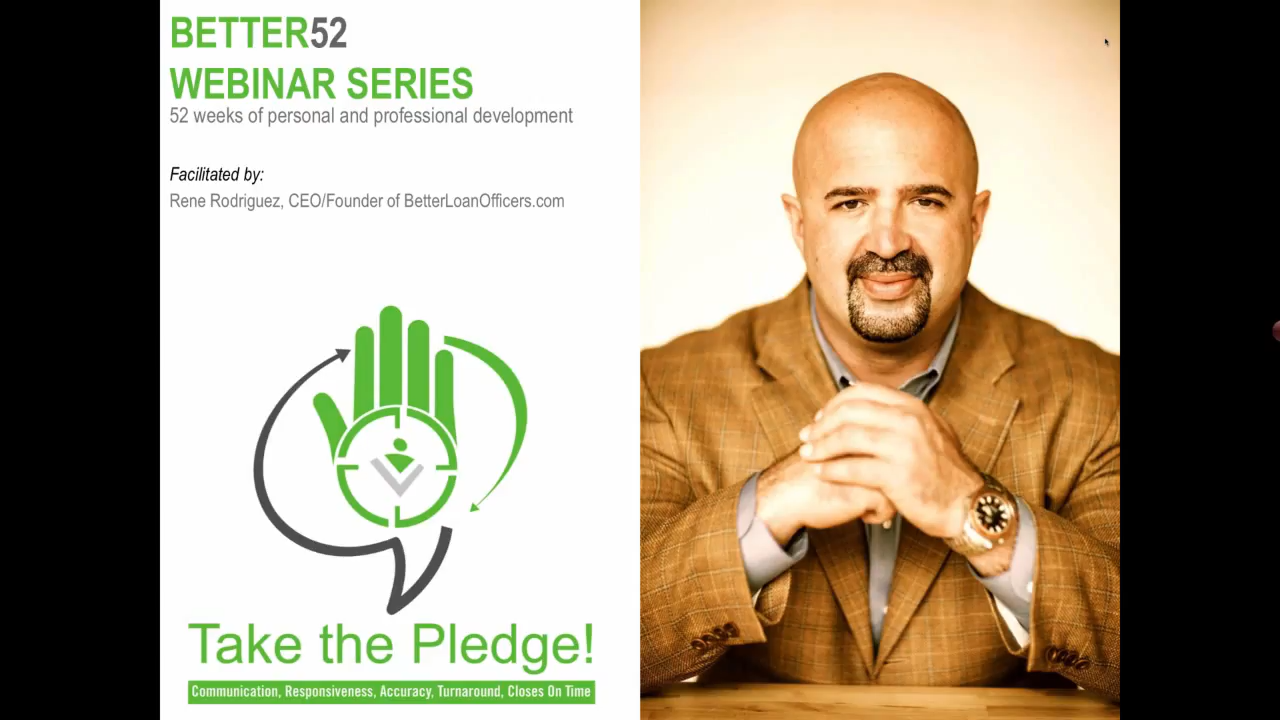 BETTER52
WEBINAR SERIES
52 weeks of personal and professional development
Facilitated by:
Rene Rodriguez, CEO/Founder of BetterLoanOfficers.com
Take the Pledge!
Communication, Responsiveness, Accuracy, Turnaround, Closes On Time